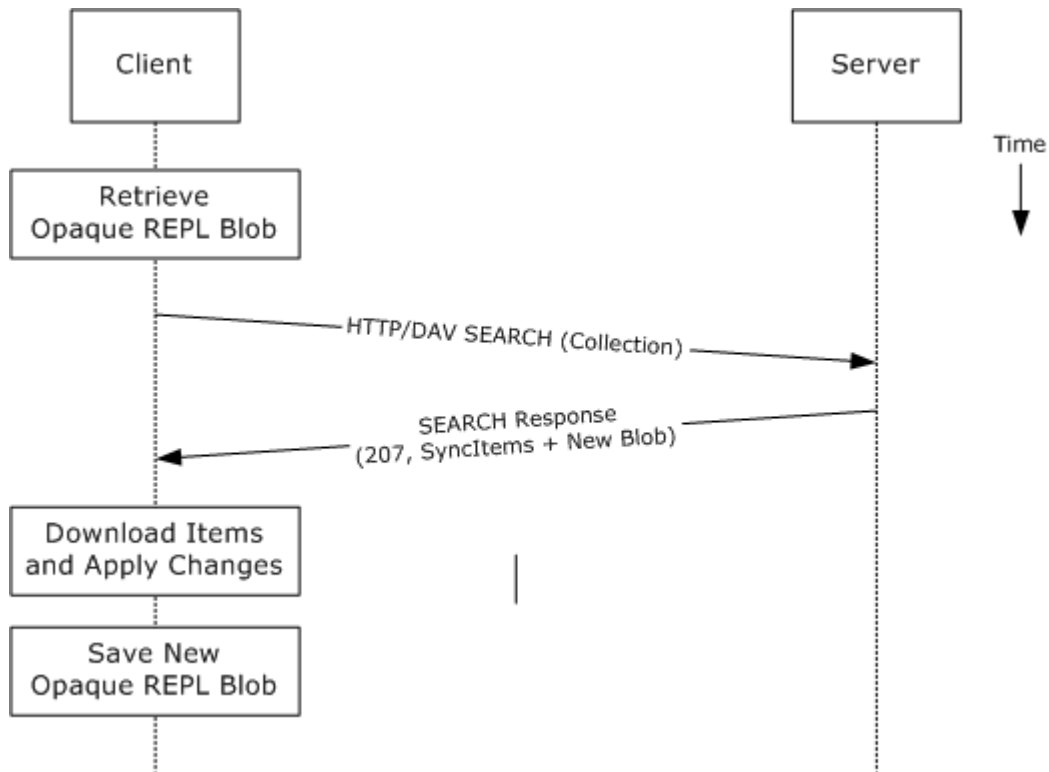 Client
Server
Time
Retrieve
Opaque REPL Blob
HTTP/DAV SEARCH (Collection)
SEARCH Response
(207, SyncItems + New Blob)
Download Items
and Apply Changes
Save New
Opaque REPL Blob